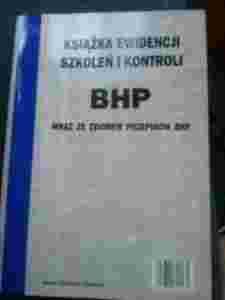 KSIĄŻKA EWIDENCJI
SZKOLEŃ I KONTROLI
BHP
WRAZ ZE ZBIOREM PRZEPISÓW BHP